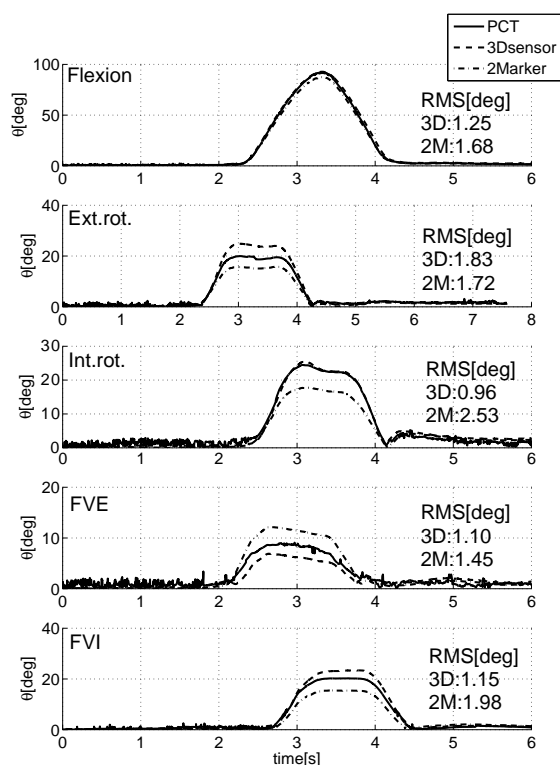 PCT
3Dsensor
2Marker
Flexion
RMS[deg]
3D:1.25
2M:1.68
θ[deg]
100
50
0
0 1 2 3 4 5 6
Ext.rot.
RMS[deg]
3D:1.83
2M:1.72
θ[deg]
40
20
0
0 1 2 3 4 5 6 7 8
Int.rot.
RMS[deg]
3D:0.96
2M:2.53
θ[deg]
30
20
10
0
0 1 2 3 4 5 6
FVE
RMS[deg]
3D:1.10
2M:1.45
θ[deg]
20
10
0
0 1 2 3 4 5 6
FVI
RMS[deg]
3D:1.15
2M:1.98
θ[deg]
40
20
0
0 1 2 3 4 5 6
time[s]